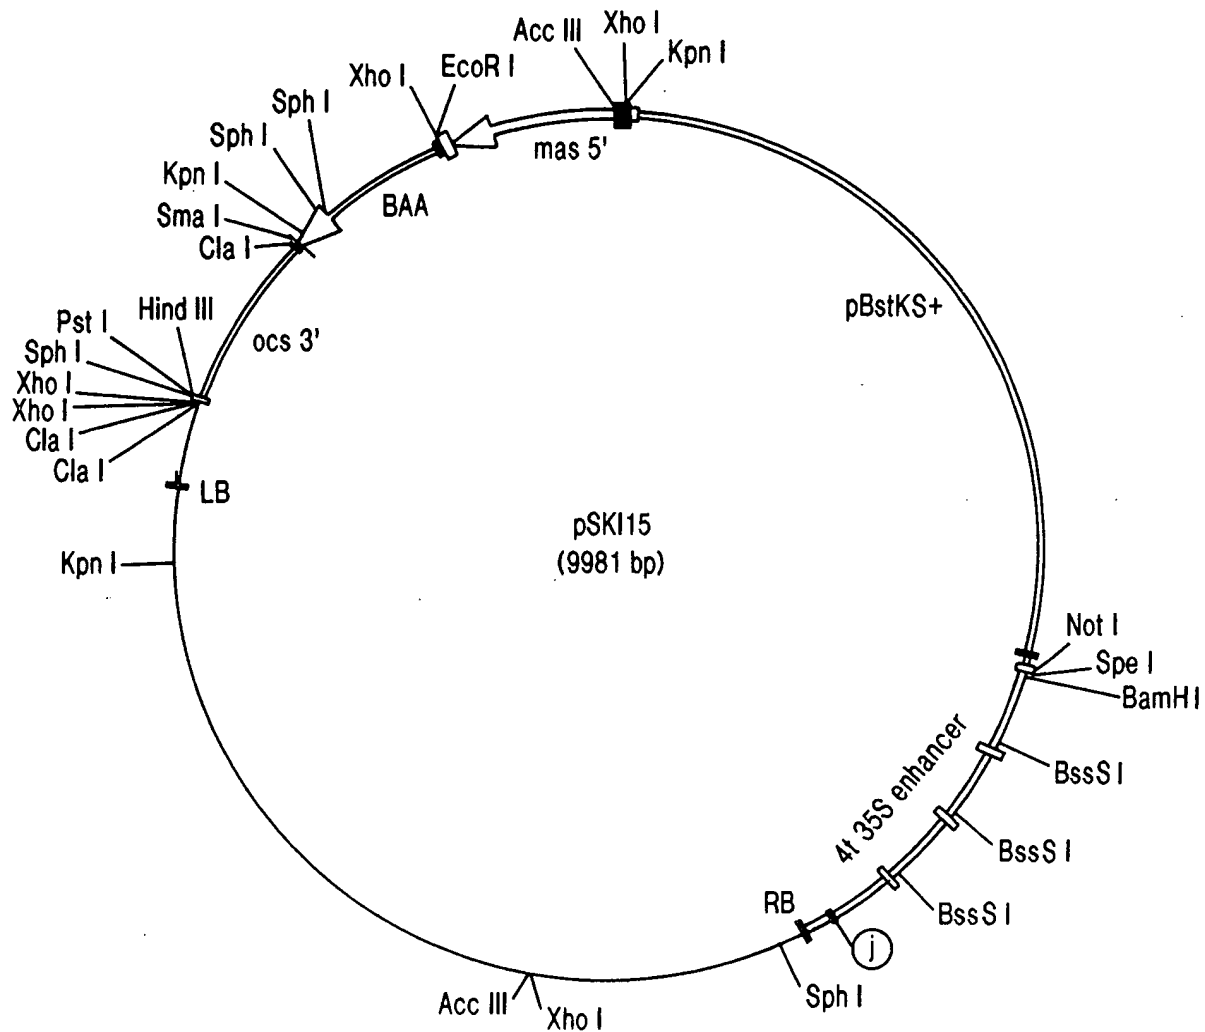 Acc III
Xho I
Kpn I
EcoR I
Xho I
Sph I
Sph I
Kpn I
Sma I
Cla I
mas 5'
BAA
ocs 3'
pBstKS+
Hind III
Pst I
Sph I
Xho I
Xho I
Cla I
Cla I
LB
Kpn I
pSKI15
(9981 bp)
Not I
Spe I
BamH I
BssS I
BssS I
BssS I
4t 35S enhancer
RB
j
Sph I
Acc III
Xho I